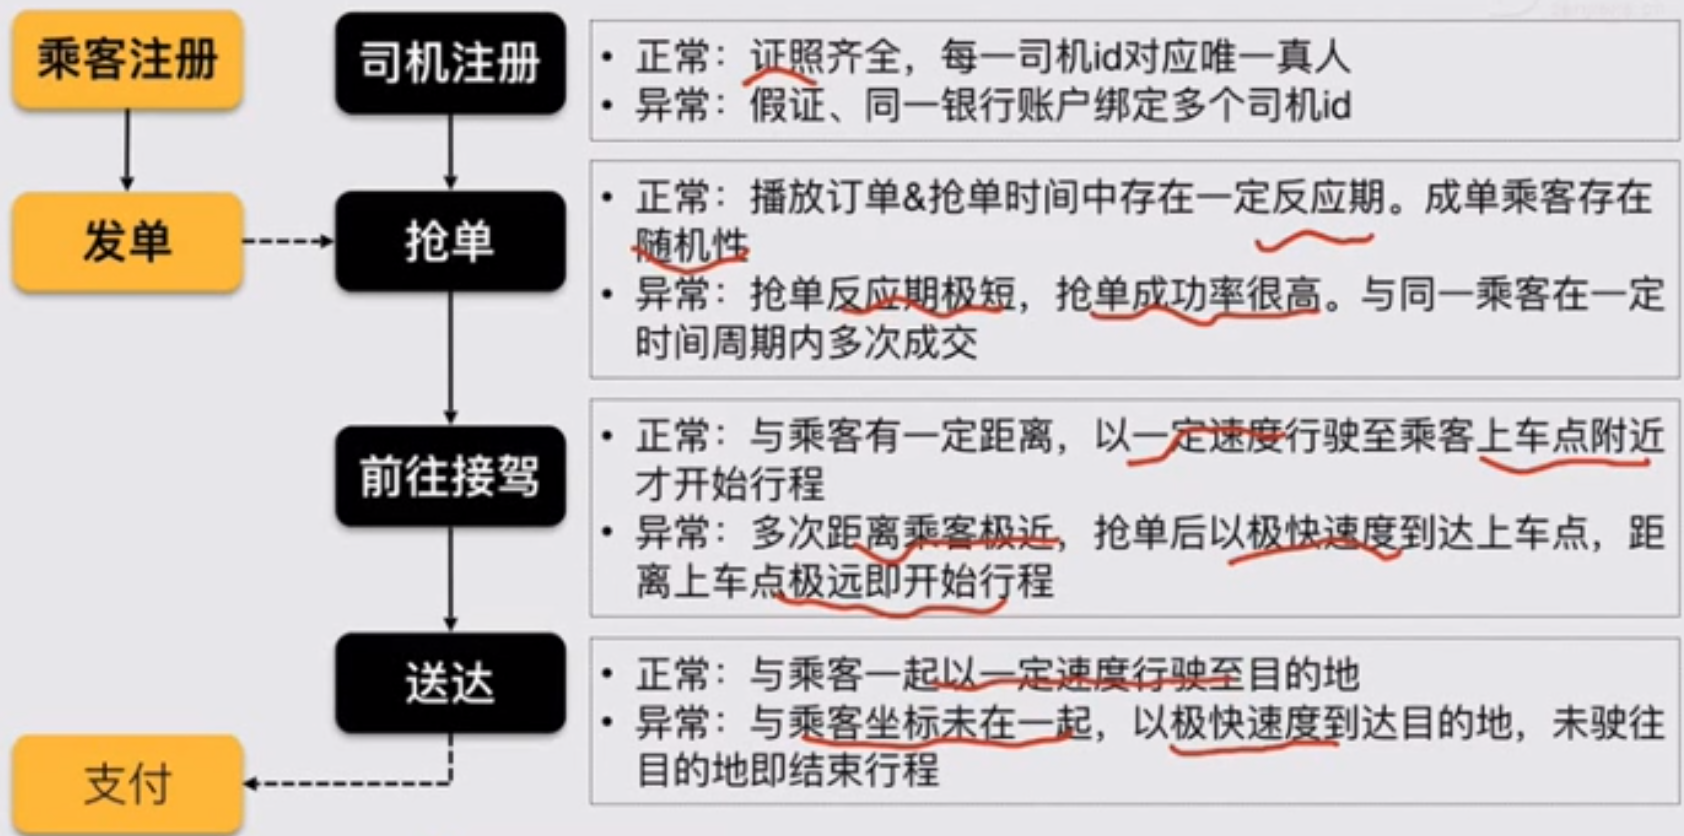 乘客注册
司机注册
• 正常：证照齐全，每一司机id对应唯一真人
• 异常：假证、同一银行账户绑定多个司机id
发单
抢单
• 正常：播放订单&抢单时间中存在一定反应期。成单乘客存在
随机性
• 异常：抢单反应期极短，抢单成功率很高。与同一乘客在一定
时间周期内多次成交
前往接驾
• 正常：与乘客有一定距离，以一定速度行驶至乘客上车点附近
才开始行程
• 异常：多次距离乘客极近，抢单后以极快速度到达上车点，距
离上车点极远即开始行程
送达
• 正常：与乘客一起以一定速度行驶至目的地
• 异常：与乘客坐标未在一起，以极快速度到达目的地，未驶往
目的地即结束行程
支付